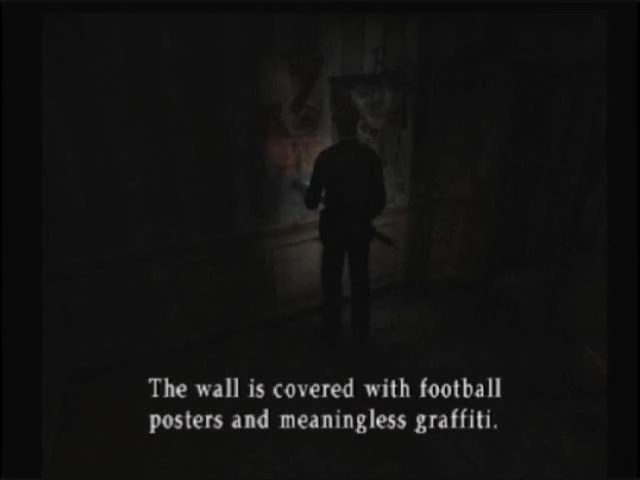 The wall is covered with football
posters and meaningless graffiti.